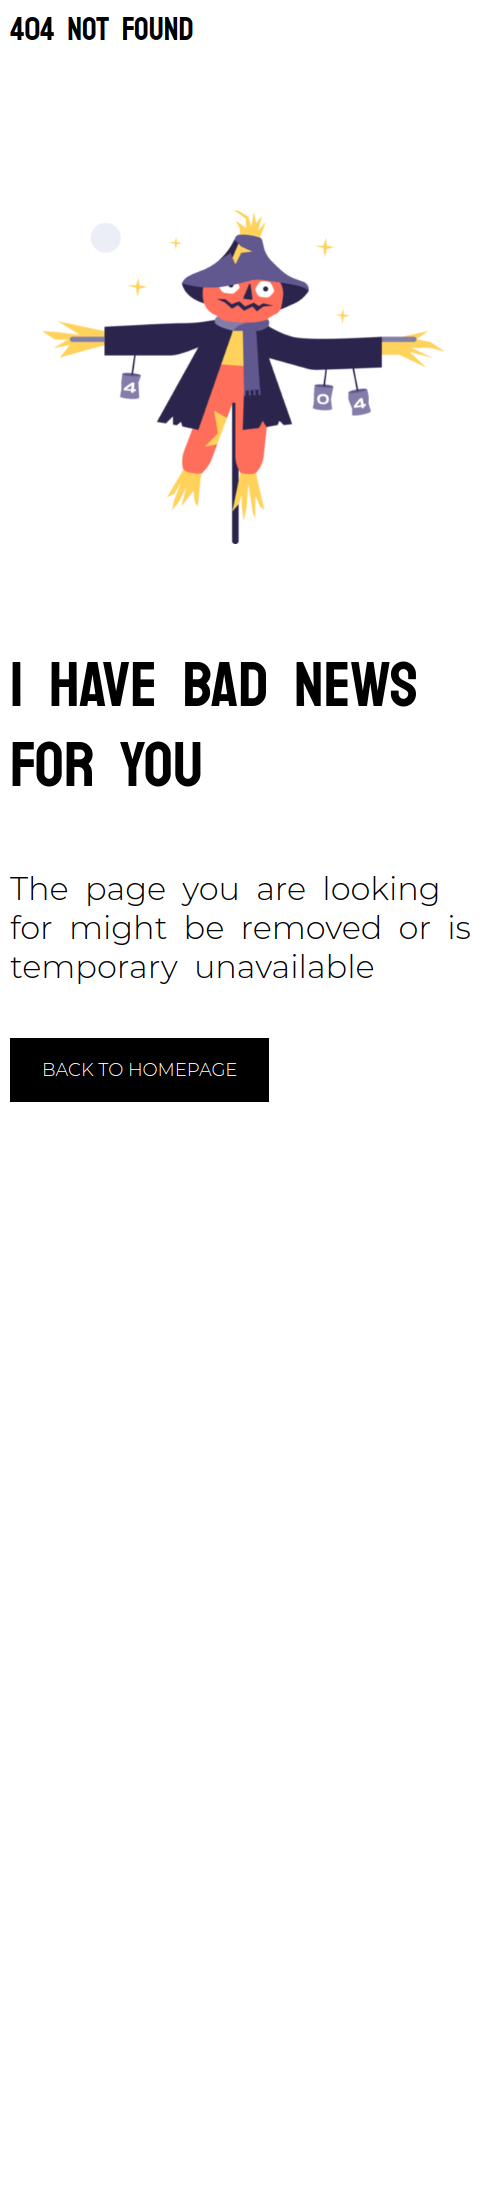 404 NOT FOUND
4
0
4
I HAVE BAD NEWS
FOR YOU
The page you are looking
for might be removed or is
temporary unavailable
BACK TO HOMEPAGE